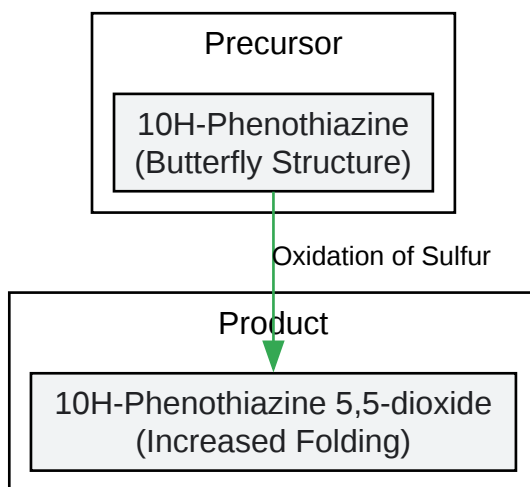 Precursor
10H-Phenothiazine
(Butterfly Structure)
Oxidation of Sulfur
Product
10H-Phenothiazine 5,5-dioxide
(Increased Folding)